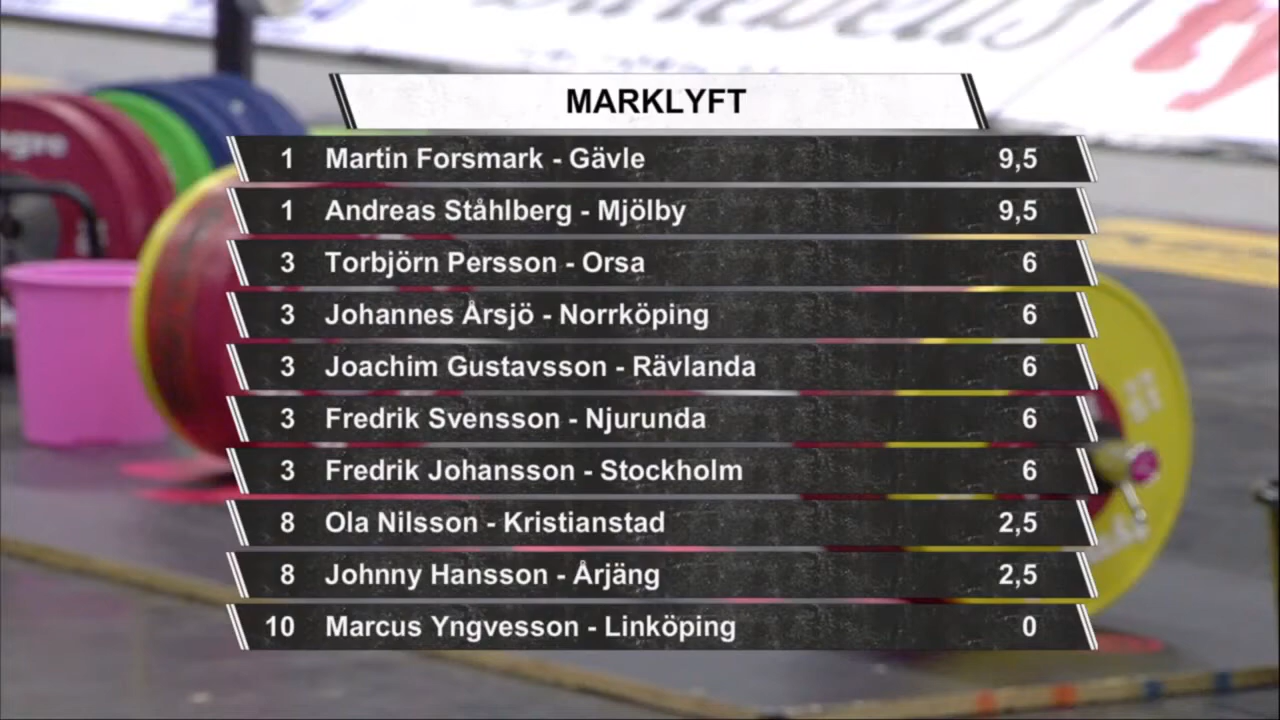 MARKLYFT
1 Martin Forsmark - Gävle 9,5
1 Andreas Ståhlberg - Mjölby 9,5
3 Torbjörn Persson - Orsa 6
3 Johannes Årsjö - Norrköping 6
3 Joachim Gustavsson - Rävlanda 6
3 Fredrik Svensson - Njurunda 6
3 Fredrik Johansson - Stockholm 6
8 Ola Nilsson - Kristianstad 2,5
8 Johnny Hansson - Årjäng 2,5
10 Marcus Yngvesson - Linköping 0